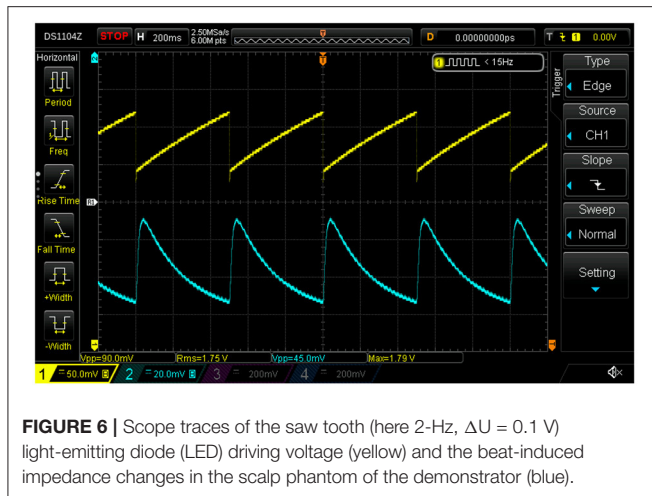 DS1104Z STOP H 200ms 2.50MSa/s 6.00M pts D 0.00000000ps T 1 0.00V
Horizontal
Period
Freq
Rise Time
Fall Time
+Width
-Width
1 < 15Hz
Trigger
Type
Edge
Source
CH1
Slope
Sweep
Normal
Setting
Vpp=90.0mV Rms=1.75 V Vpp=45.0mV Max=1.79 V
1 50.0mV B 2 20.0mV B 3 200mV 4 200mV
FIGURE 6 | Scope traces of the saw tooth (here 2-Hz, ΔU = 0.1 V)
light-emitting diode (LED) driving voltage (yellow) and the beat-induced
impedance changes in the scalp phantom of the demonstrator (blue).